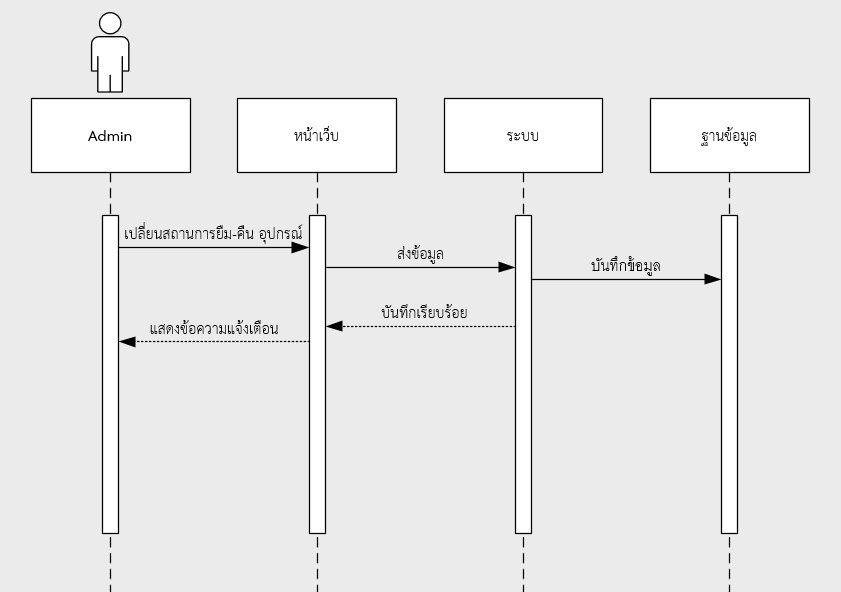 Admin
หน้าเว็บ
ระบบ
ฐานข้อมูล
เปลี่ยนสถานการยืม-คืน อุปกรณ์
ส่งข้อมูล
บันทึกข้อมูล
บันทึกเรียบร้อย
แสดงข้อความแจ้งเตือน